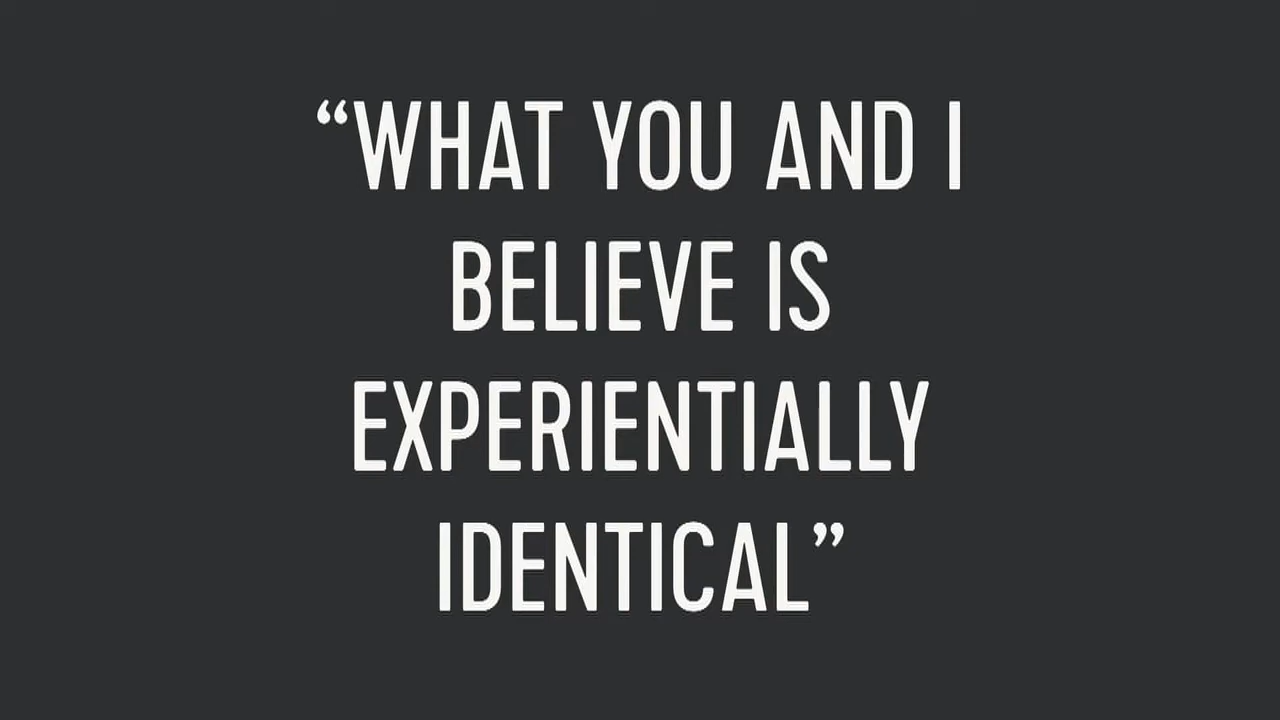 “WHAT YOU AND I
BELIEVE IS
EXPERIENTIALLY
IDENTICAL”